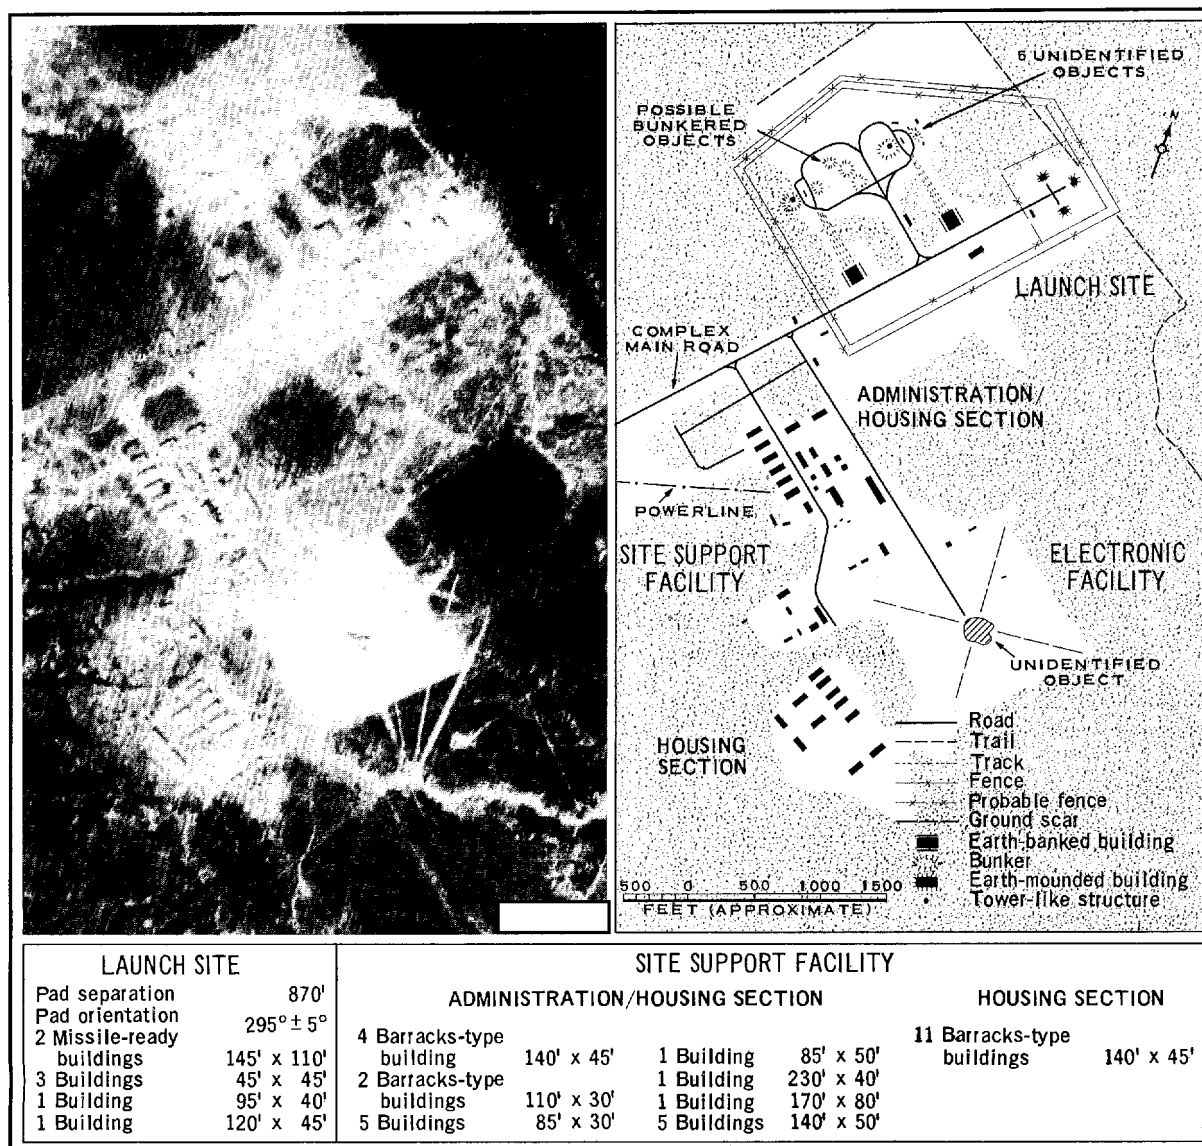 6 UNIDENTIFIED
OBJECTS
POSSIBLE
BUNKERED
OBJECTS
N
LAUNCH SITE
COMPLEX
MAIN ROAD
ADMINISTRATION/
HOUSING SECTION
POWERLINE
SITE SUPPORT
FACILITY
ELECTRONIC
FACILITY
UNIDENTIFIED
OBJECT
HOUSING
SECTION
Road
Trail
Track
Fence
Probable fence
Ground scar
Earth-banked building
Bunker
Earth-mounded building
Tower-like structure
500 0 500 1000 1500
FEET (APPROXIMATE)
LAUNCH SITE
Pad separation 870'
Pad orientation 295° ± 5°
2 Missile-ready
buildings 145' x 110'
3 Buildings 45' x 45'
1 Building 95' x 40'
1 Building 120' x 45'
SITE SUPPORT FACILITY
ADMINISTRATION/HOUSING SECTION
4 Barracks-type
building 140' x 45'
2 Barracks-type
buildings 110' x 30'
5 Buildings 85' x 30'
1 Building 85' x 50'
1 Building 230' x 40'
1 Building 170' x 80'
5 Buildings 140' x 50'
HOUSING SECTION
11 Barracks-type
buildings 140' x 45'